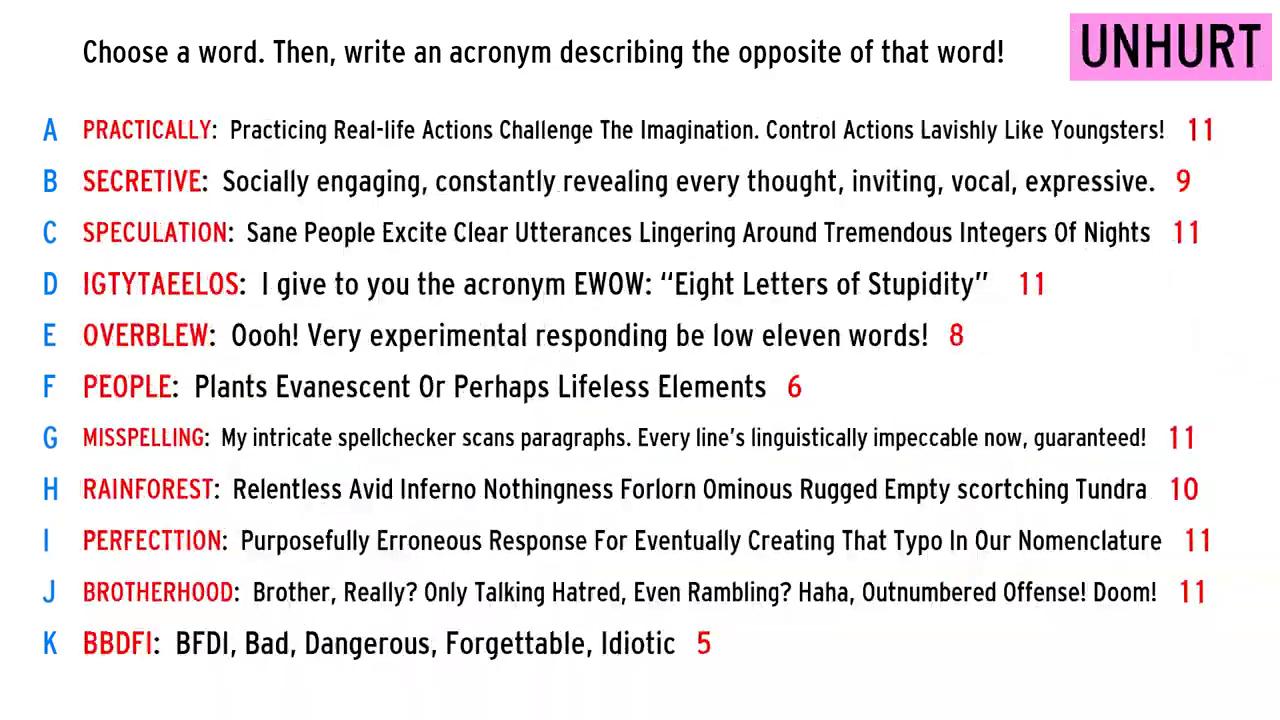 Choose a word. Then, write an acronym describing the opposite of that word!
UNHURT
A PRACTICALLY: Practicing Real-life Actions Challenge The Imagination. Control Actions Lavishly Like Youngsters! 11
B SECRETIVE: Socially engaging, constantly revealing every thought, inviting, vocal, expressive. 9
C SPECULATION: Sane People Excite Clear Utterances Lingering Around Tremendous Integers Of Nights 11
D IGTYTAEELOS: I give to you the acronym EWOW: “Eight Letters of Stupidity” 11
E OVERBLEW: Oooh! Very experimental responding be low eleven words! 8
F PEOPLE: Plants Evanescent Or Perhaps Lifeless Elements 6
G MISSPELLING: My intricate spellchecker scans paragraphs. Every line’s linguistically impeccable now, guaranteed! 11
H RAINFOREST: Relentless Avid Inferno Nothingness Forlorn Ominous Rugged Empty scortching Tundra 10
I PERFECTTION: Purposefully Erroneous Response For Eventually Creating That Typo In Our Nomenclature 11
J BROTHERHOOD: Brother, Really? Only Talking Hatred, Even Rambling? Haha, Outnumbered Offense! Doom! 11
K BBDFI: BFDI, Bad, Dangerous, Forgettable, Idiotic 5